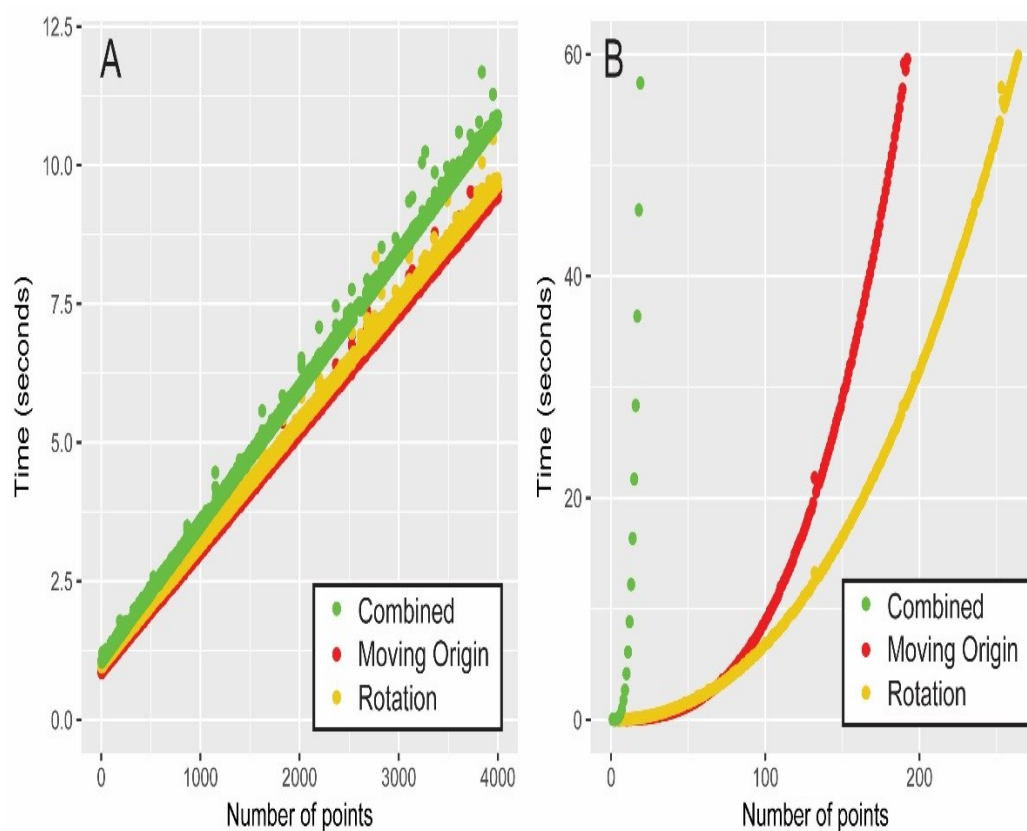 A
12.5
10.0
7.5
5.0
2.5
0.0
Time (seconds)
0
1000
2000
3000
4000
Number of points
Combined
Moving Origin
Rotation
B
60
40
20
0
Time (seconds)
0
100
200
Number of points
Combined
Moving Origin
Rotation